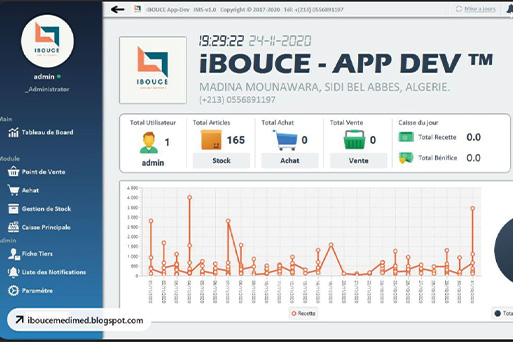 iBOUCE App-Dev IMS-v1.0 Copyright © 2017-2020 Tél: +(213) 0556891197
Mise a jours
19:29:22 24-11-2020
iBOUCE - APP DEV ™
MADINA MOUNAWARA, SIDI BEL ABBES, ALGERIE.
(+213) 0556891197
IBOUCE
admin
_Administrator
Main
Tableau de Board
Module
Point de Vente
Achat
Gestion de Stock
Caisse Principale
Admin
Fiche Tiers
Liste des Notifications
Paramétre
iboucemedimed.blogspot.com
IBOUCE
Total Utilisateur
1
admin
Total Articles
165
Stock
Total Achat
0
Achat
Total Vente
0
Vente
Caisse du jour
Total Recette 0.0
Total Bénifice 0.0
4 500
4 000
3 500
3 000
2 500
2 000
1 500
1 000
500
0
Recette